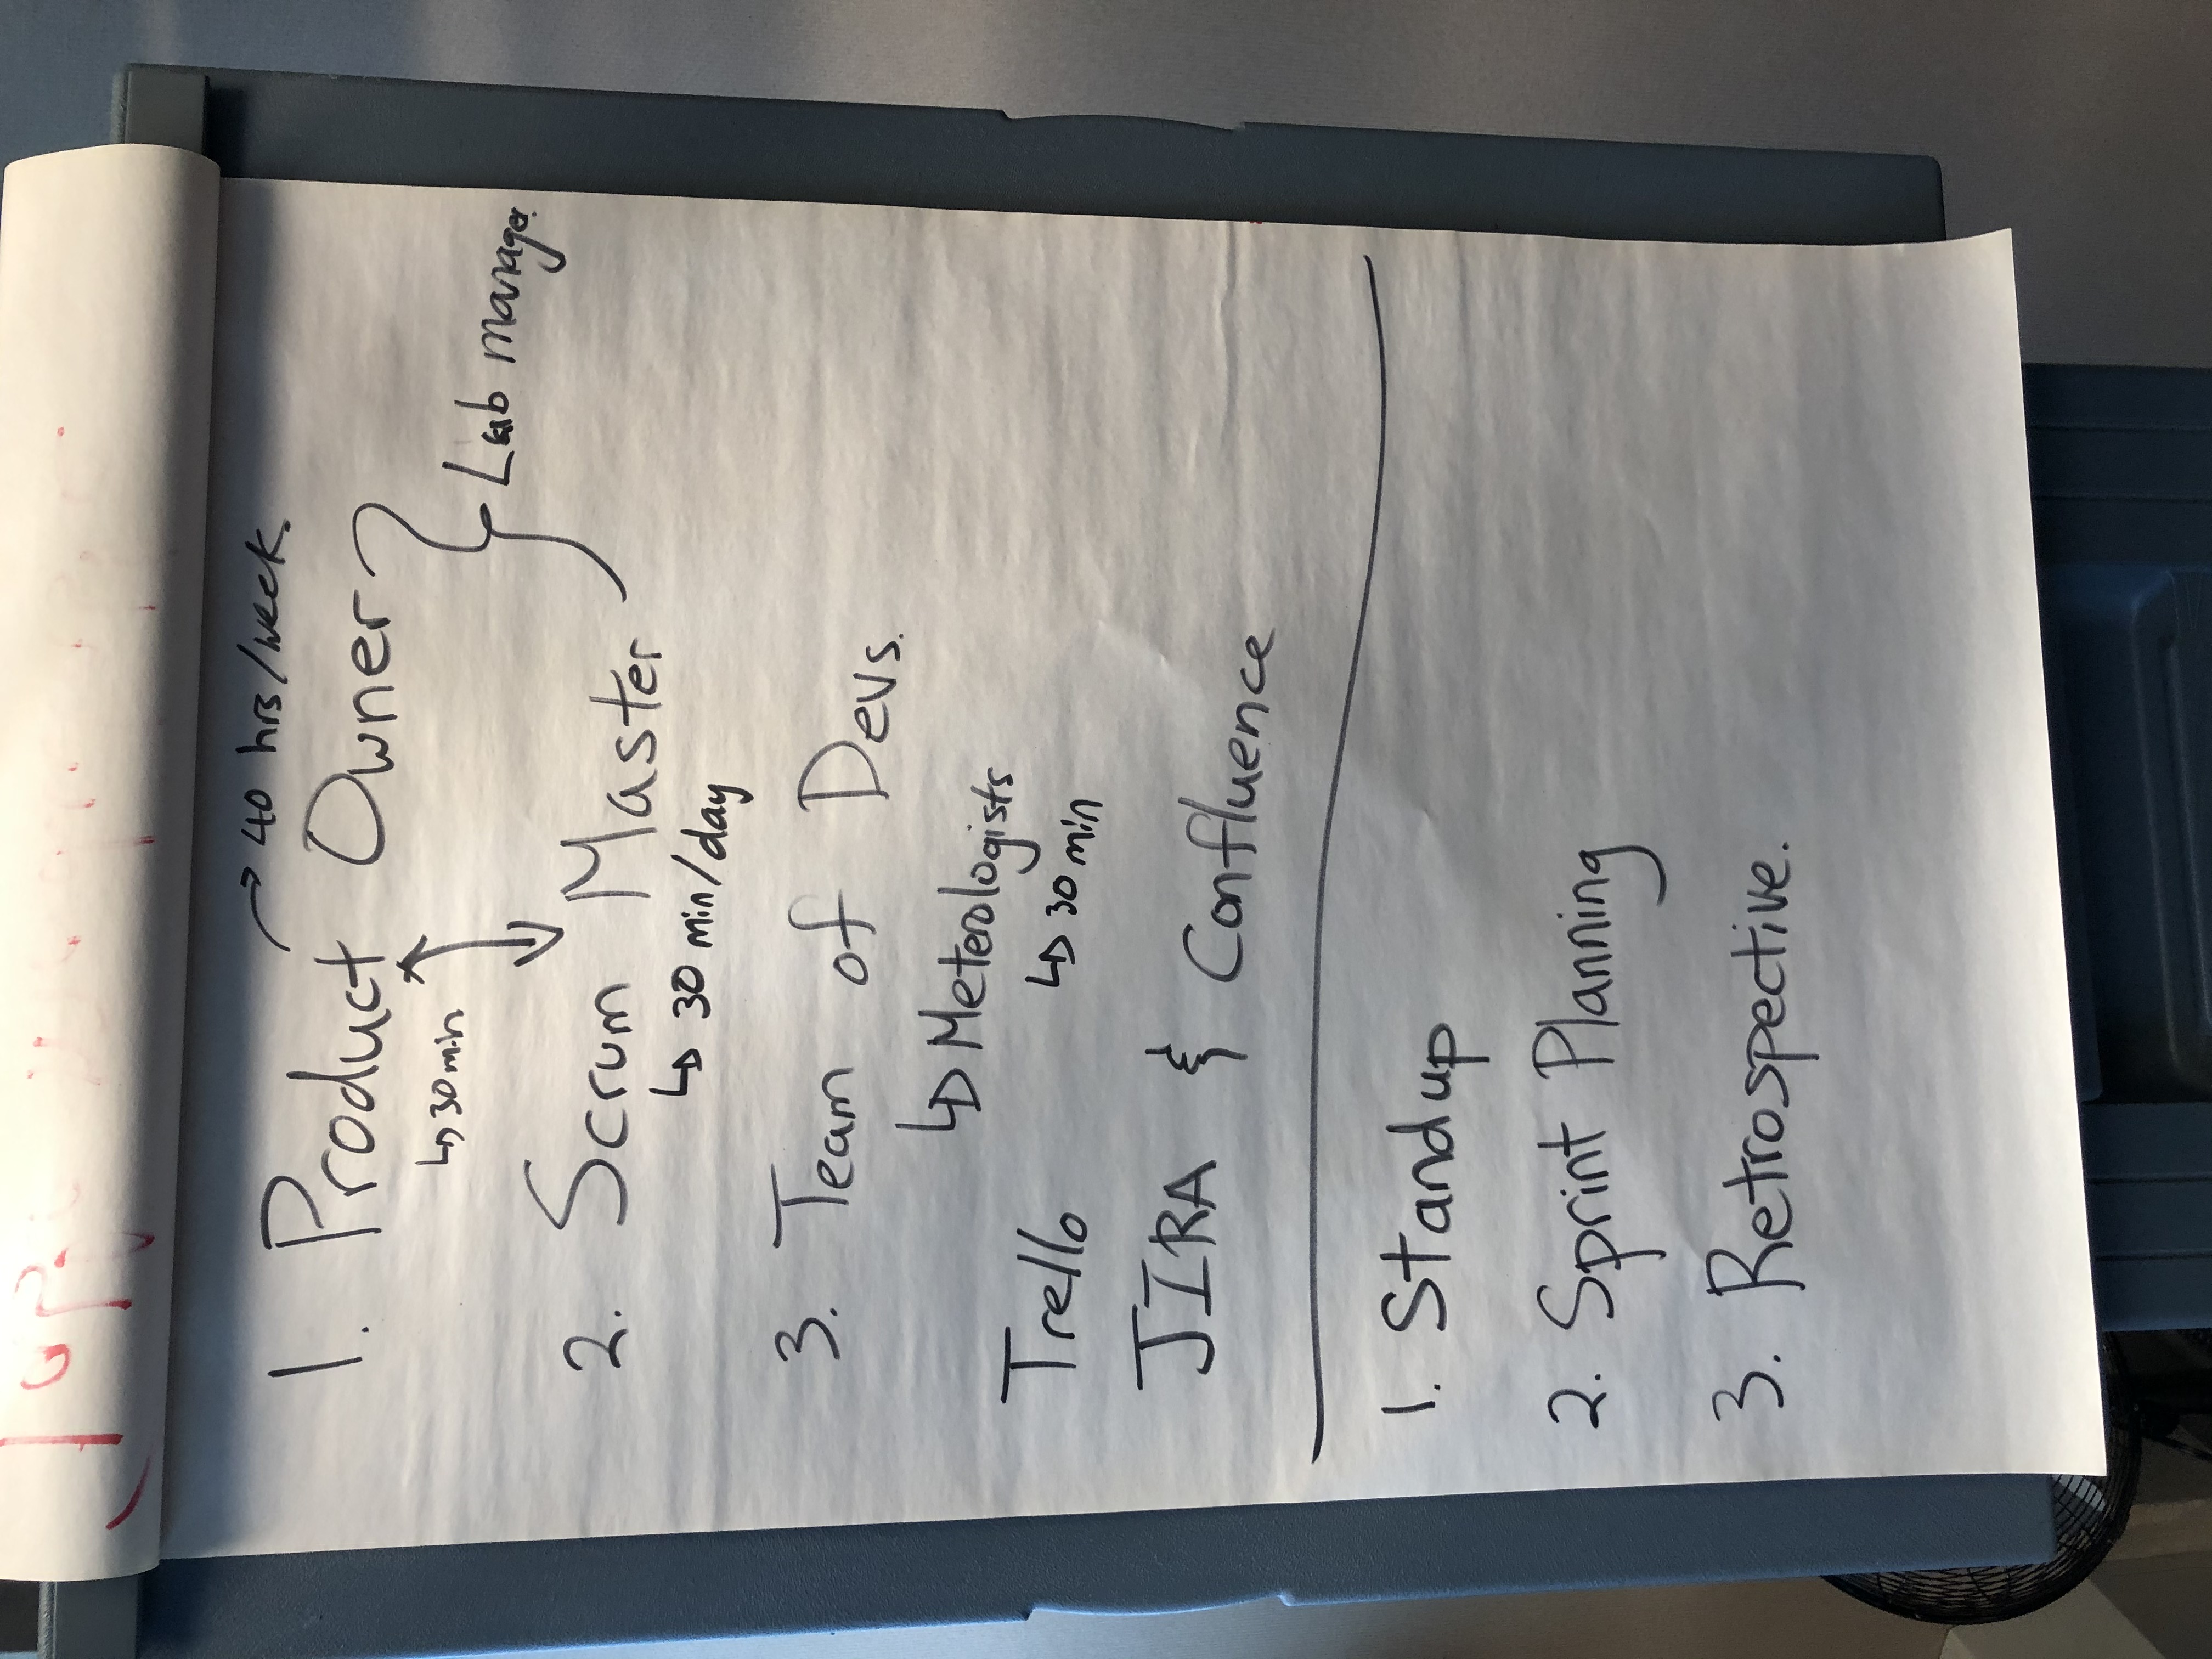 40 hrs/week.
1. Product Owner
↳ 30 min
Lab manager.
2. Scrum Master
↳ 30 min/day
3. Team of Devs.
↳ Meterologists
Trello
↳ 30 min
JIRA & Confluence
1. Standup
2. Sprint Planning
3. Retrospective.